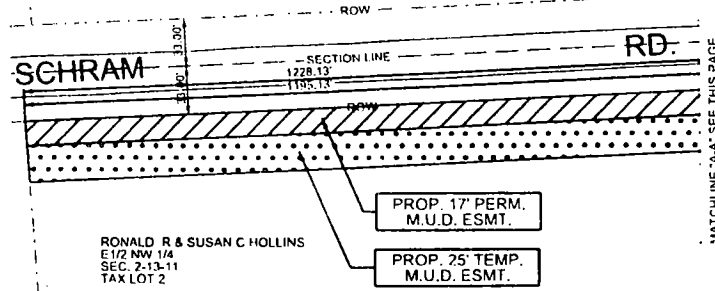 ROW
33.00'
SCHRAM RD.
SECTION LINE
1228.13'
1195.13'
33.00'
ROW
PROP. 17' PERM.
M.U.D. ESMT.
PROP. 25' TEMP.
M.U.D. ESMT.
RONALD R & SUSAN C HOLLINS
E1/2 NW 1/4
SEC. 2-13-11
TAX LOT 2
MATCHLINE "A-A" SEE THIS PAGE